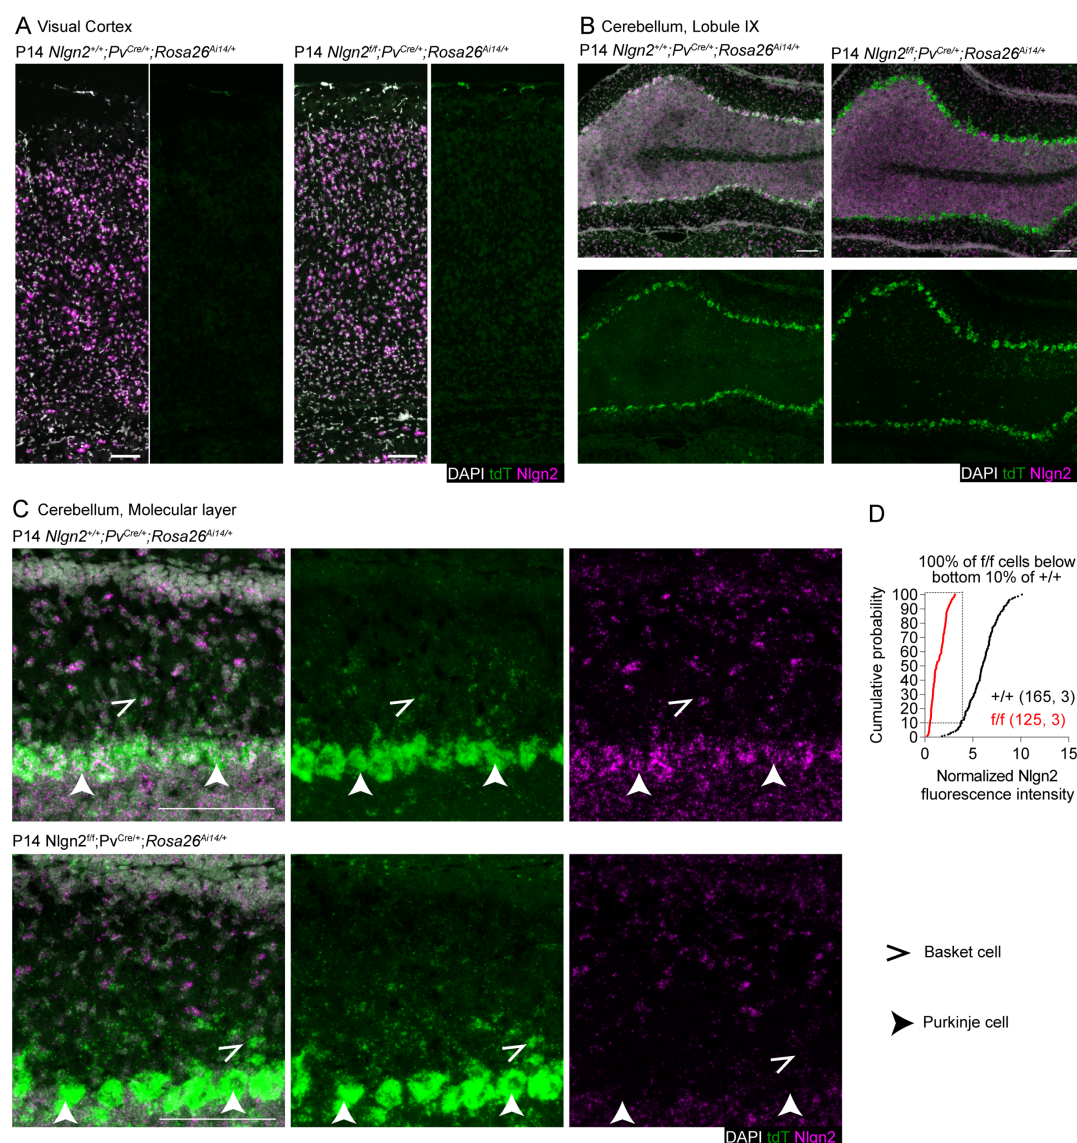 A Visual Cortex
P14 Nlgn2+/+;PvCre/+;Rosa26Ai14/+
P14 Nlgn2f/f;PvCre/+;Rosa26Ai14/+
DAPI tdT Nlgn2
B Cerebellum, Lobule IX
P14 Nlgn2+/+;PvCre/+;Rosa26Ai14/+
P14 Nlgn2f/f;PvCre/+;Rosa26Ai14/+
DAPI tdT Nlgn2
C Cerebellum, Molecular layer
P14 Nlgn2+/+;PvCre/+;Rosa26Ai14/+
P14 Nlgn2f/f;PvCre/+;Rosa26Ai14/+
DAPI tdT Nlgn2
D
100% of f/f cells below
bottom 10% of +/+
Cumulative probability
100
90
80
70
60
50
40
30
20
10
0
+/+ (165, 3)
f/f (125, 3)
0 5 10 15
Normalized Nlgn2
fluorescence intensity
Basket cell
Purkinje cell